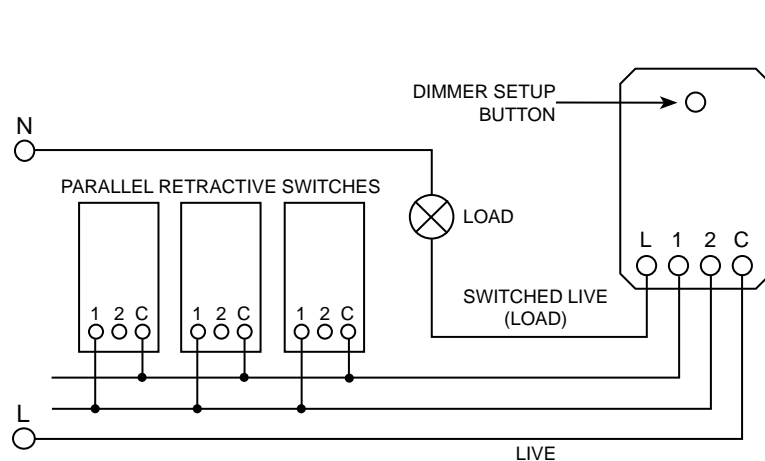 DIMMER SETUP
BUTTON
N
PARALLEL RETRACTIVE SWITCHES
LOAD
L 1 2 C
SWITCHED LIVE
(LOAD)
1 2 C
1 2 C
1 2 C
L
LIVE